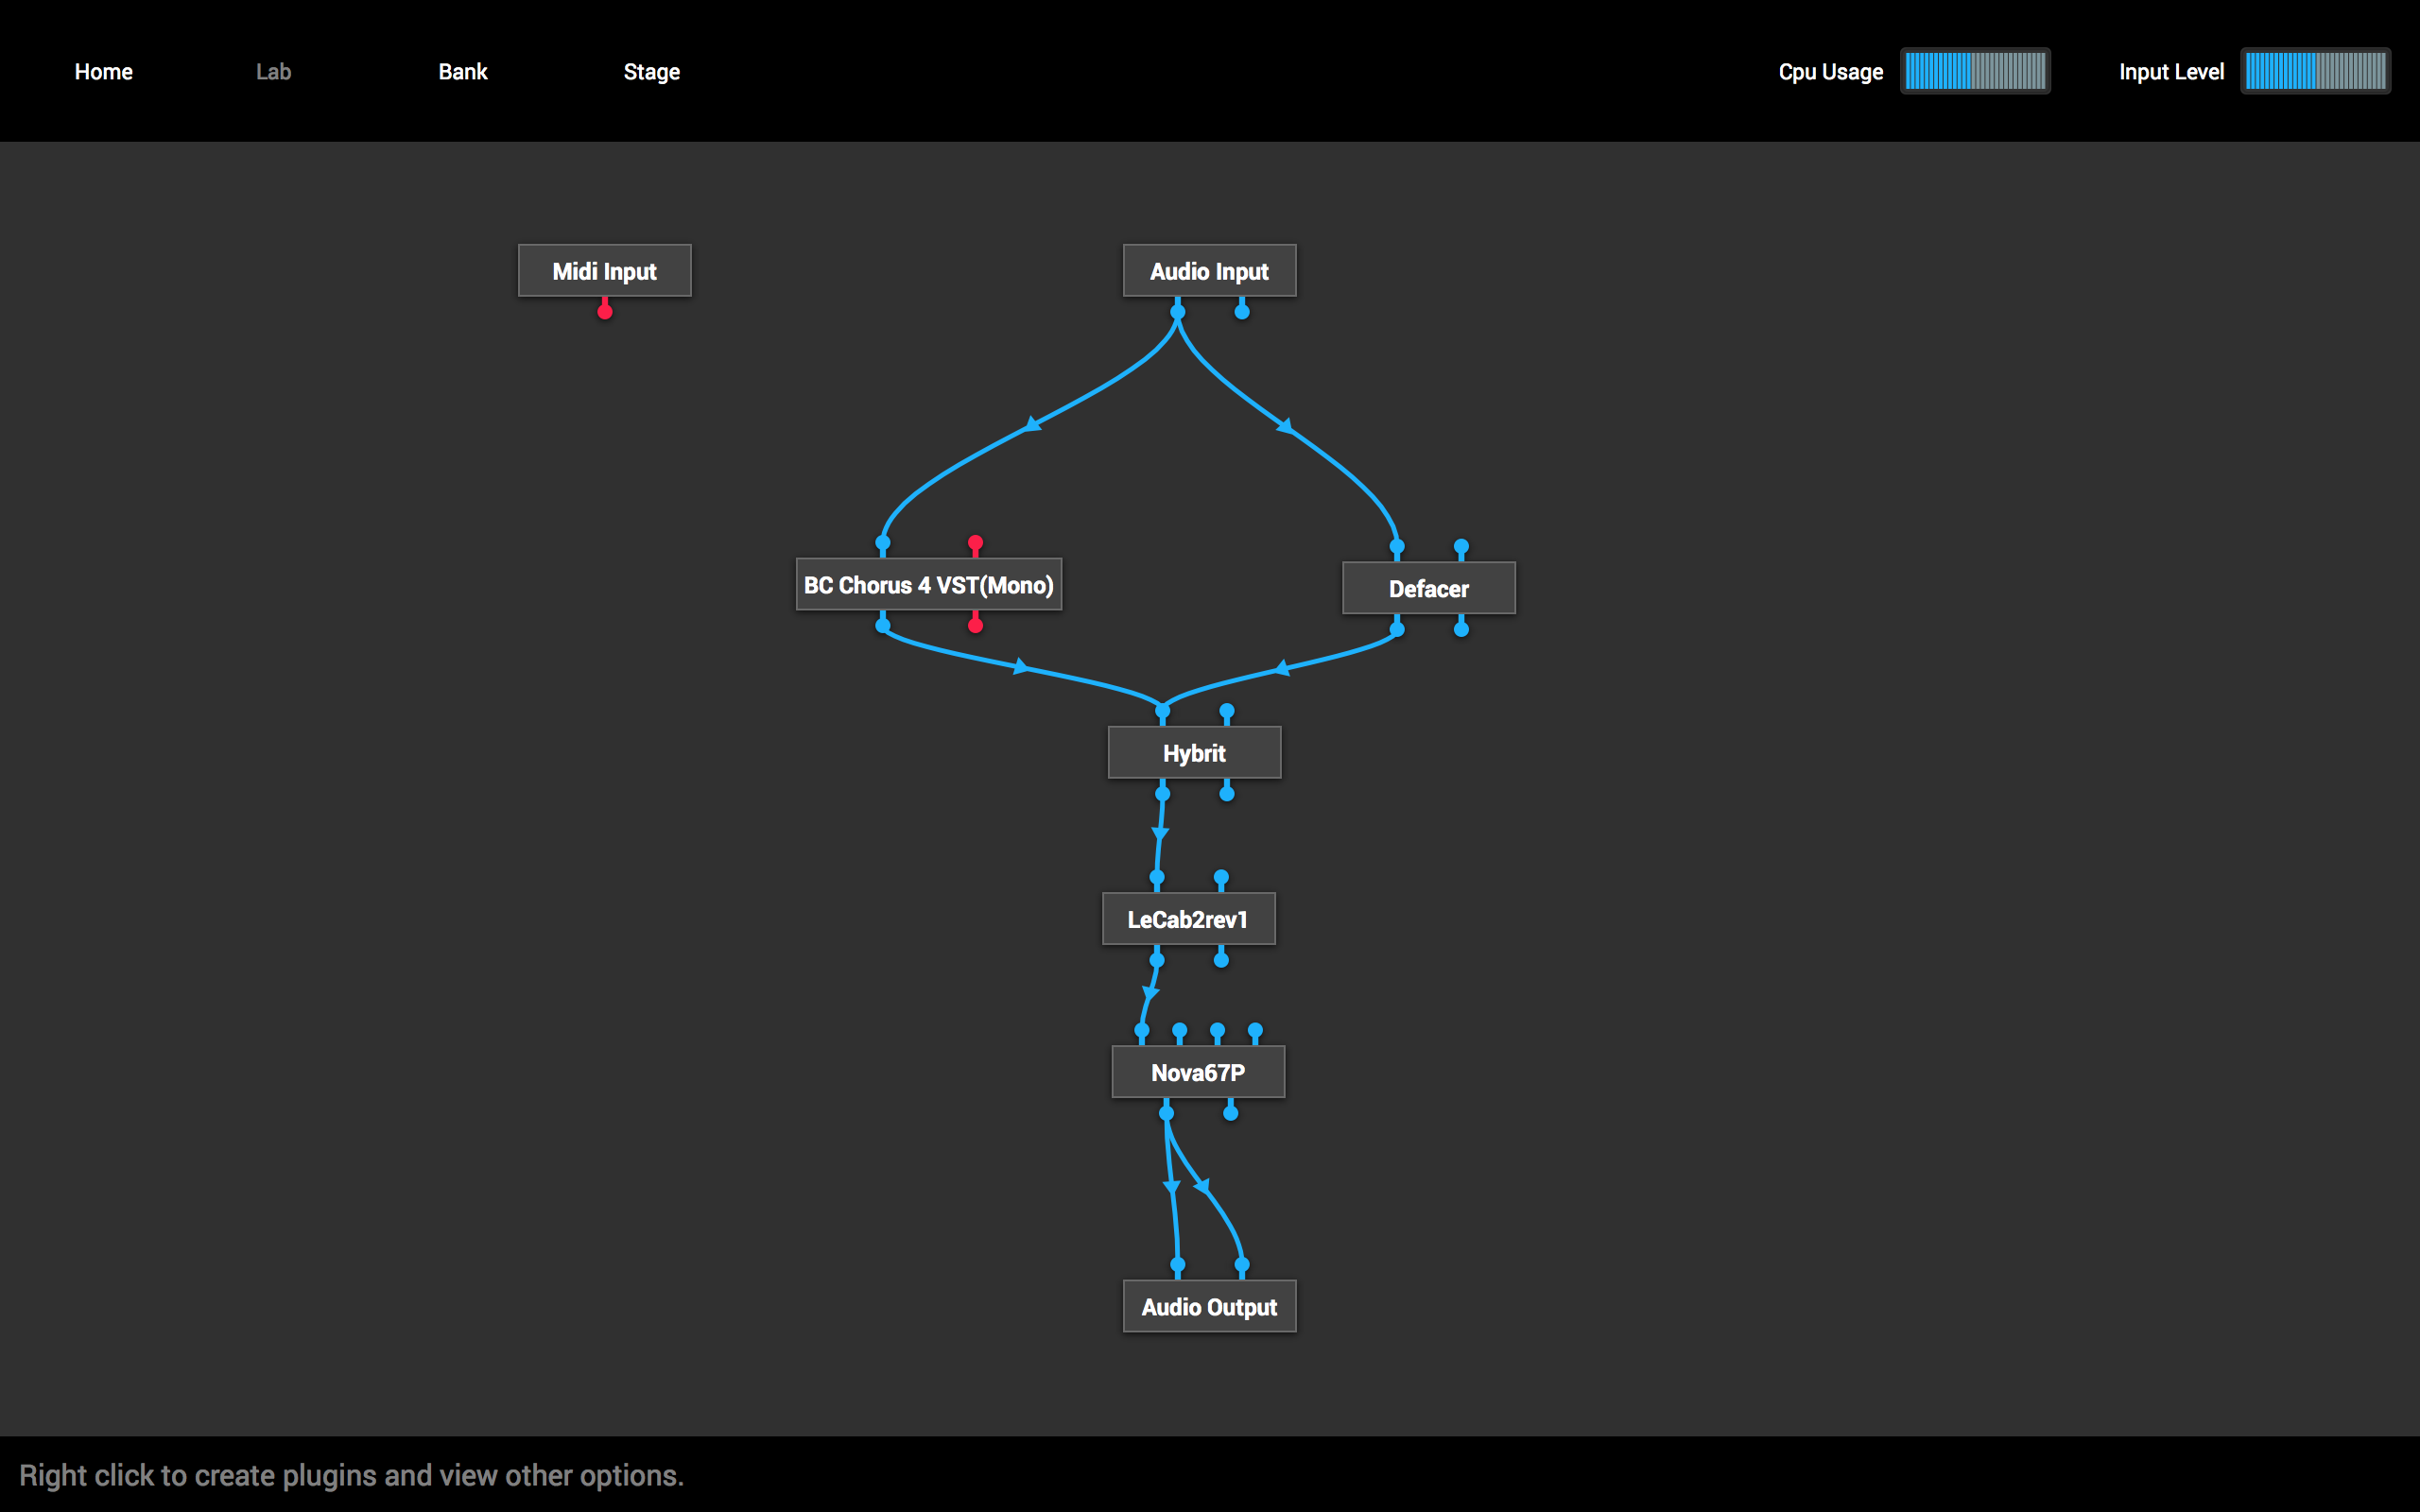 Home Lab Bank Stage Cpu Usage Input Level
Midi Input Audio Input
BC Chorus 4 VST(Mono) Defacer
Hybrit
LeCab2rev1
Nova67P
Audio Output
Right click to create plugins and view other options.